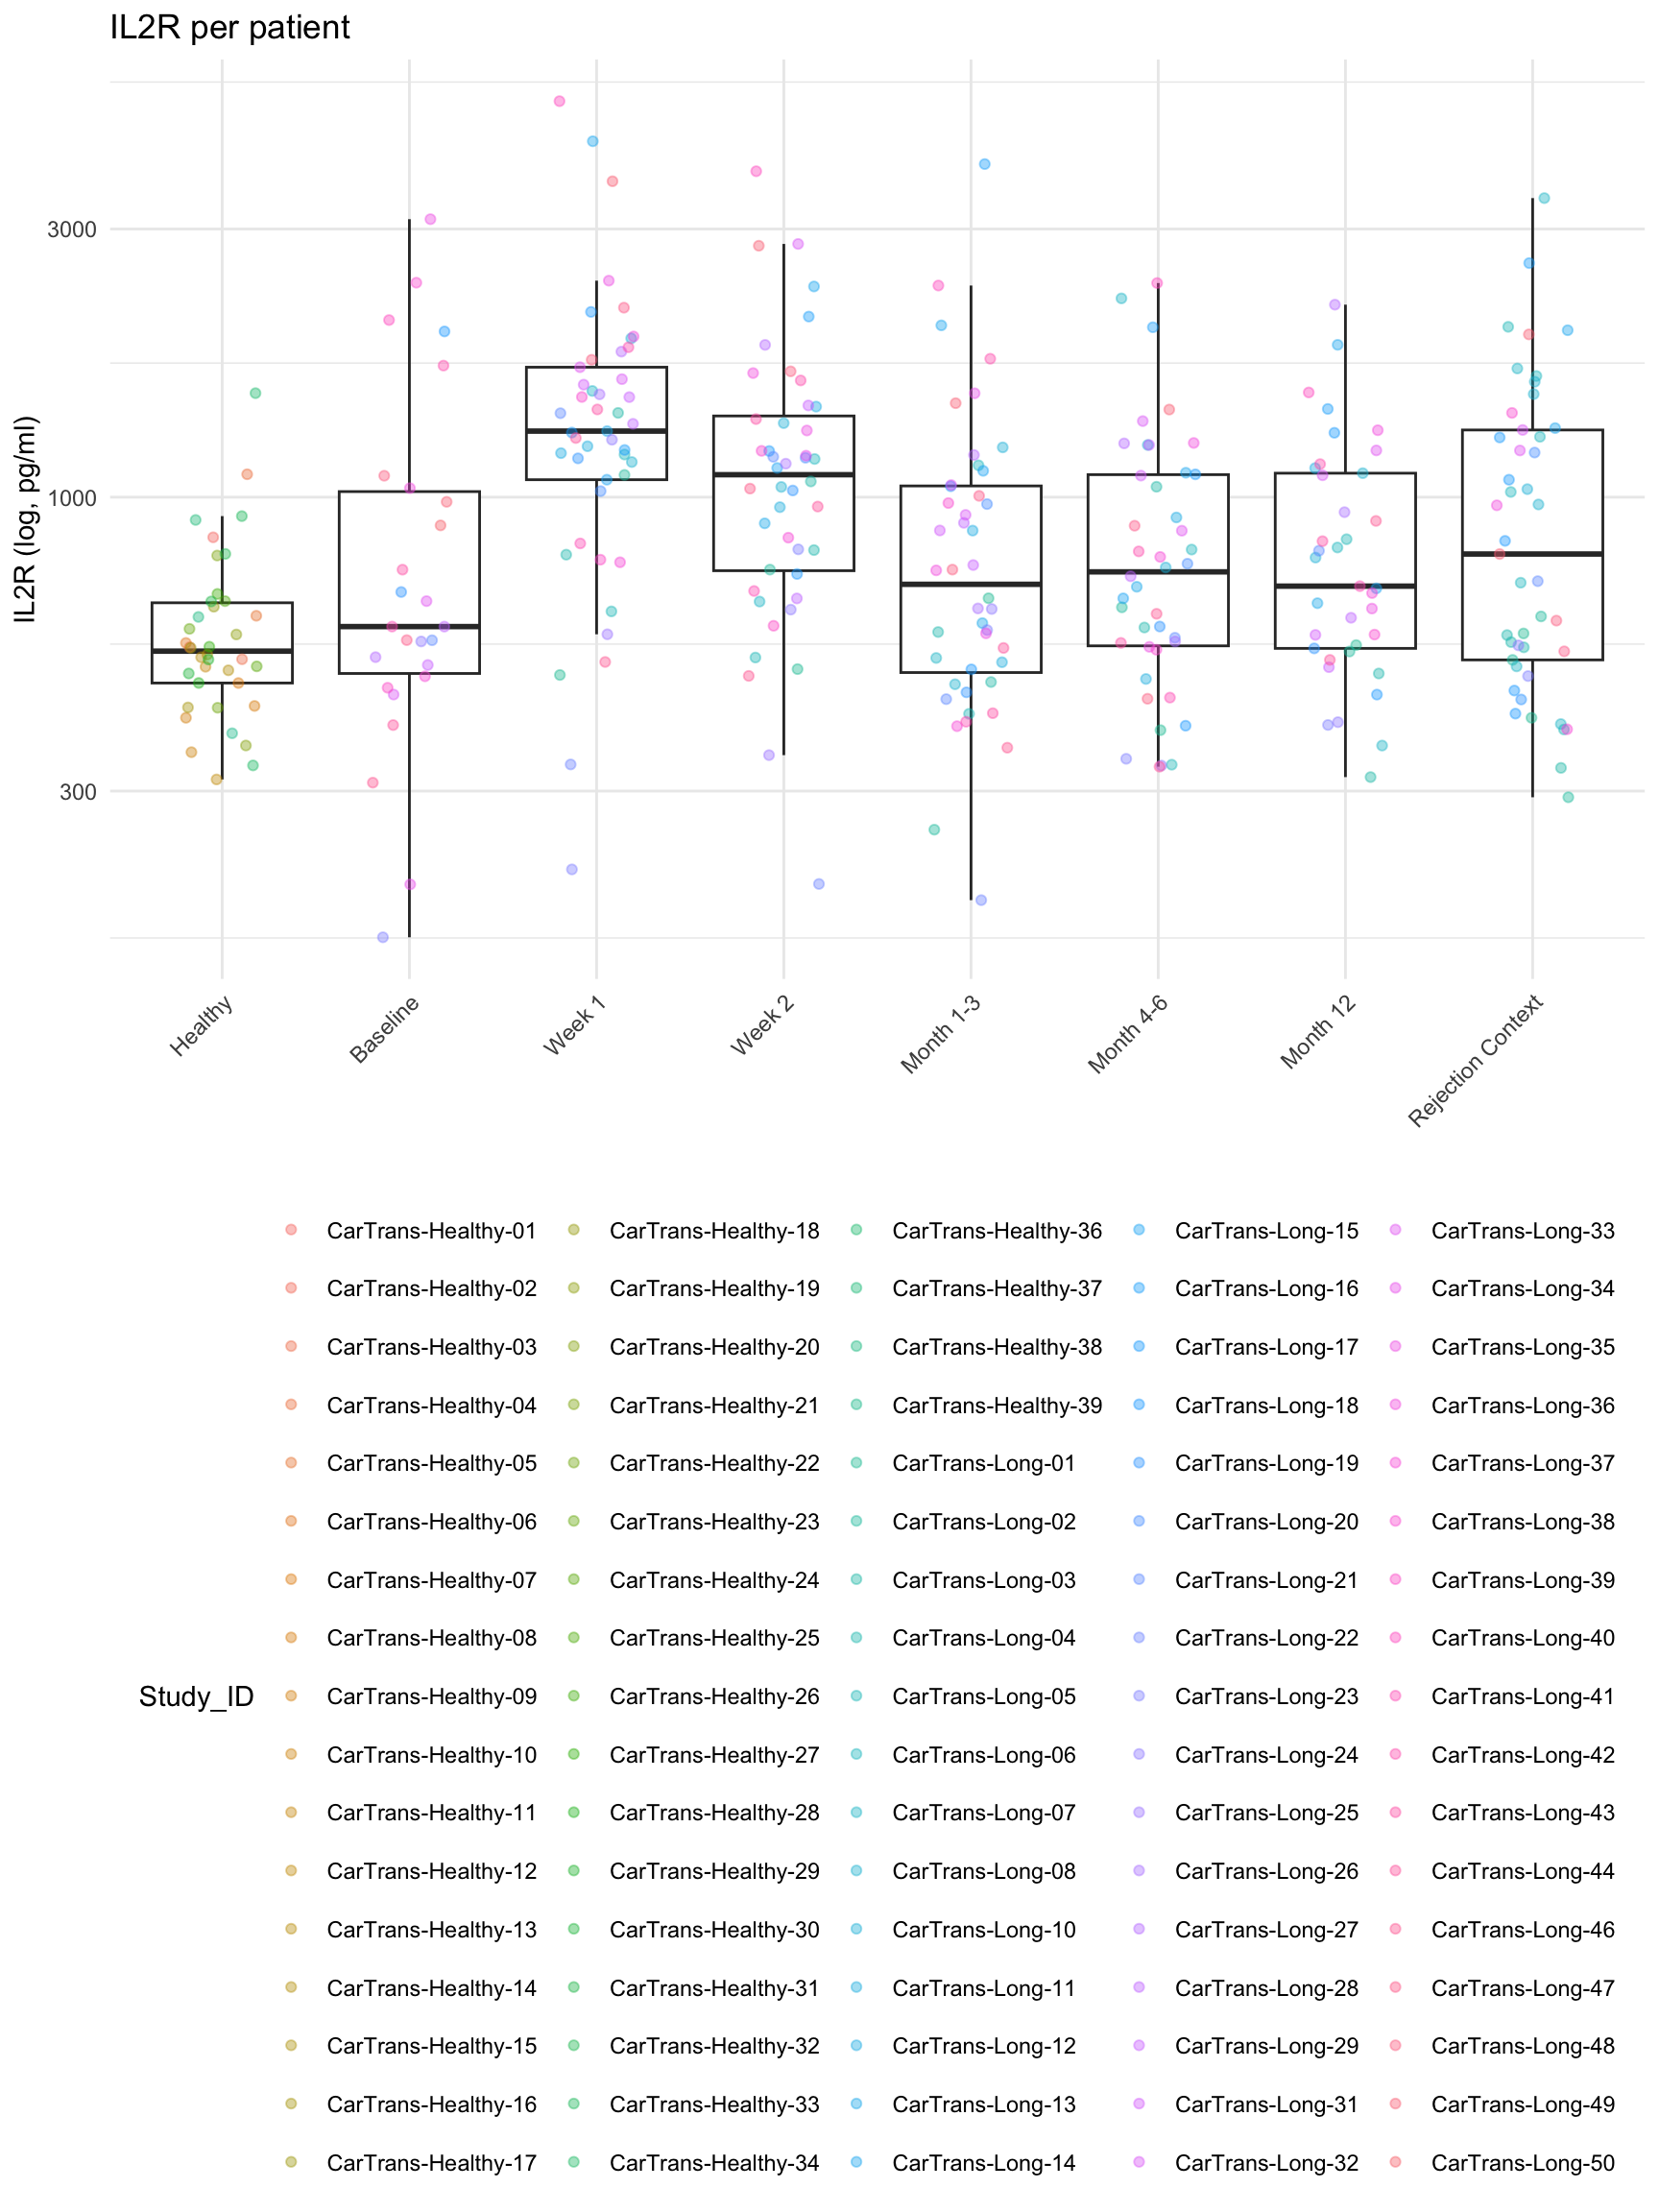 IL2R per patient
IL2R (log, pg/ml)
3000
1000
300
Healthy
Baseline
Week 1
Week 2
Month 1-3
Month 4-6
Month 12
Rejection Context
Study_ID
CarTrans-Healthy-01
CarTrans-Healthy-02
CarTrans-Healthy-03
CarTrans-Healthy-04
CarTrans-Healthy-05
CarTrans-Healthy-06
CarTrans-Healthy-07
CarTrans-Healthy-08
CarTrans-Healthy-09
CarTrans-Healthy-10
CarTrans-Healthy-11
CarTrans-Healthy-12
CarTrans-Healthy-13
CarTrans-Healthy-14
CarTrans-Healthy-15
CarTrans-Healthy-16
CarTrans-Healthy-17
CarTrans-Healthy-18
CarTrans-Healthy-19
CarTrans-Healthy-20
CarTrans-Healthy-21
CarTrans-Healthy-22
CarTrans-Healthy-23
CarTrans-Healthy-24
CarTrans-Healthy-25
CarTrans-Healthy-26
CarTrans-Healthy-27
CarTrans-Healthy-28
CarTrans-Healthy-29
CarTrans-Healthy-30
CarTrans-Healthy-31
CarTrans-Healthy-32
CarTrans-Healthy-33
CarTrans-Healthy-34
CarTrans-Healthy-36
CarTrans-Healthy-37
CarTrans-Healthy-38
CarTrans-Healthy-39
CarTrans-Long-01
CarTrans-Long-02
CarTrans-Long-03
CarTrans-Long-04
CarTrans-Long-05
CarTrans-Long-06
CarTrans-Long-07
CarTrans-Long-08
CarTrans-Long-10
CarTrans-Long-11
CarTrans-Long-12
CarTrans-Long-13
CarTrans-Long-14
CarTrans-Long-15
CarTrans-Long-16
CarTrans-Long-17
CarTrans-Long-18
CarTrans-Long-19
CarTrans-Long-20
CarTrans-Long-21
CarTrans-Long-22
CarTrans-Long-23
CarTrans-Long-24
CarTrans-Long-25
CarTrans-Long-26
CarTrans-Long-27
CarTrans-Long-28
CarTrans-Long-29
CarTrans-Long-31
CarTrans-Long-32
CarTrans-Long-33
CarTrans-Long-34
CarTrans-Long-35
CarTrans-Long-36
CarTrans-Long-37
CarTrans-Long-38
CarTrans-Long-39
CarTrans-Long-40
CarTrans-Long-41
CarTrans-Long-42
CarTrans-Long-43
CarTrans-Long-44
CarTrans-Long-46
CarTrans-Long-47
CarTrans-Long-48
CarTrans-Long-49
CarTrans-Long-50